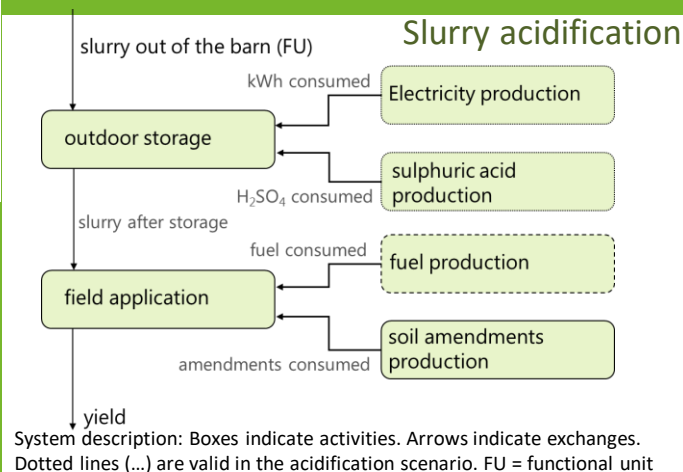 Slurry acidification
slurry out of the barn (FU)
kWh consumed
Electricity production
outdoor storage
sulphuric acid
production
H₂SO₄ consumed
slurry after storage
fuel consumed
fuel production
field application
soil amendments
production
amendments consumed
yield
System description: Boxes indicate activities. Arrows indicate exchanges.
Dotted lines (...) are valid in the acidification scenario. FU = functional unit